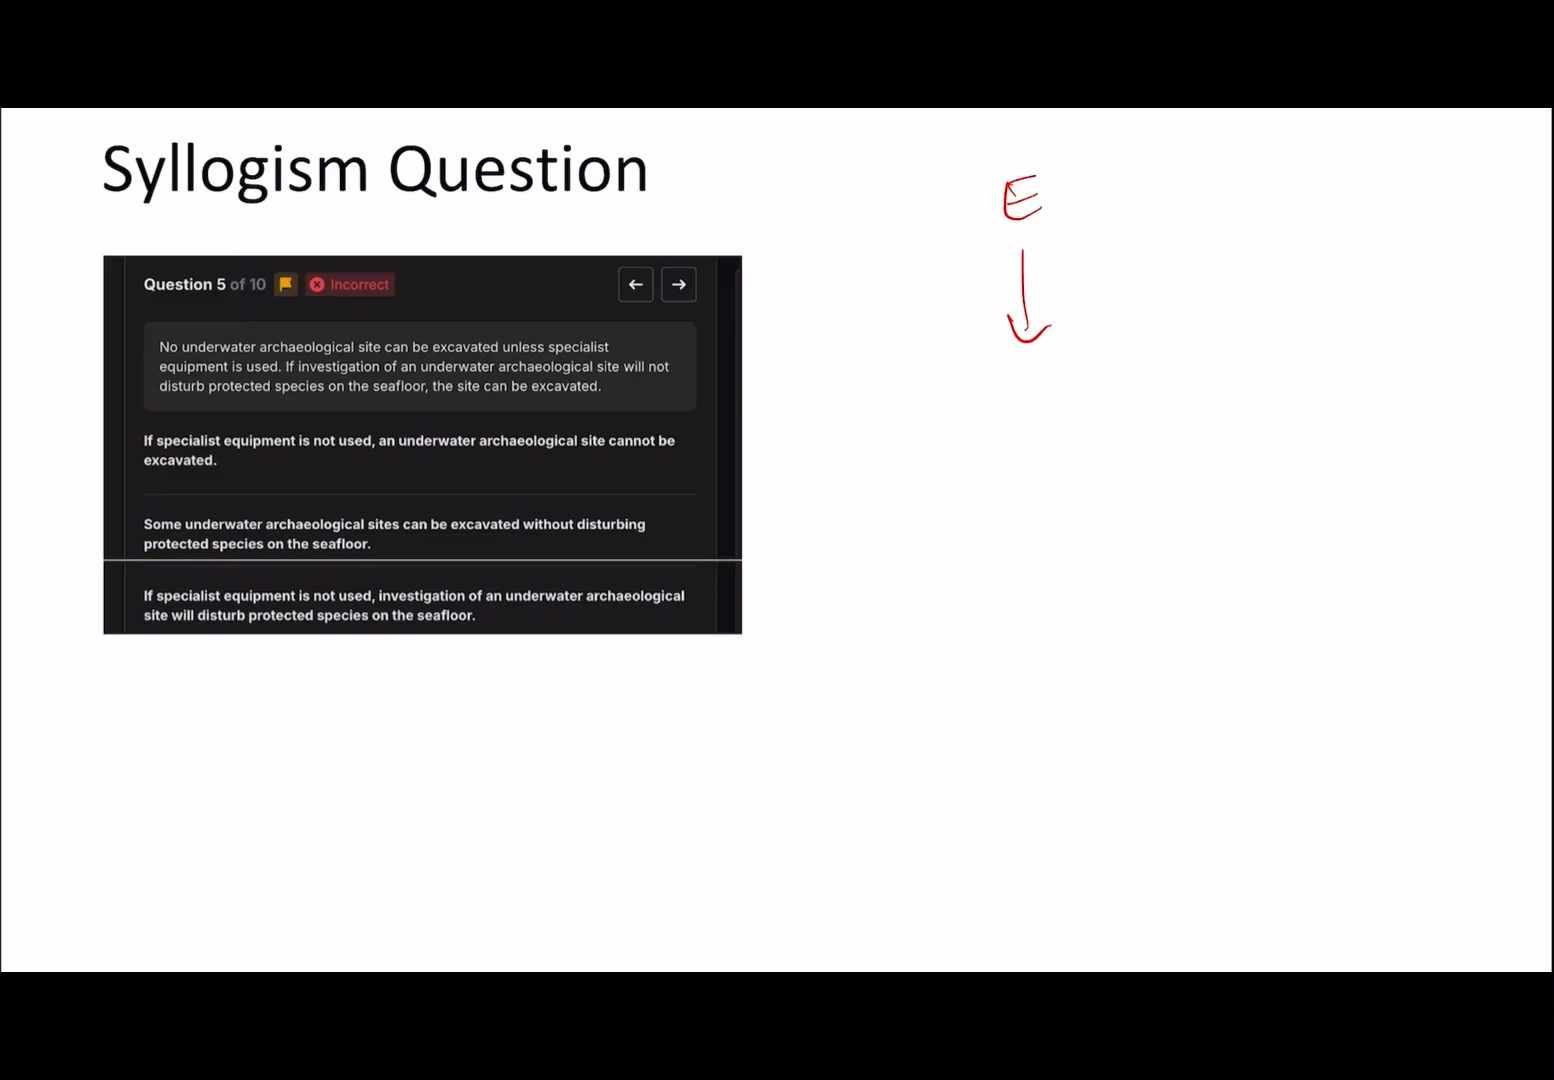 Syllogism Question
E
Question 5 of 10 Incorrect
No underwater archaeological site can be excavated unless specialist
equipment is used. If investigation of an underwater archaeological site will not
disturb protected species on the seafloor, the site can be excavated.
If specialist equipment is not used, an underwater archaeological site cannot be
excavated.
Some underwater archaeological sites can be excavated without disturbing
protected species on the seafloor.
If specialist equipment is not used, investigation of an underwater archaeological
site will disturb protected species on the seafloor.